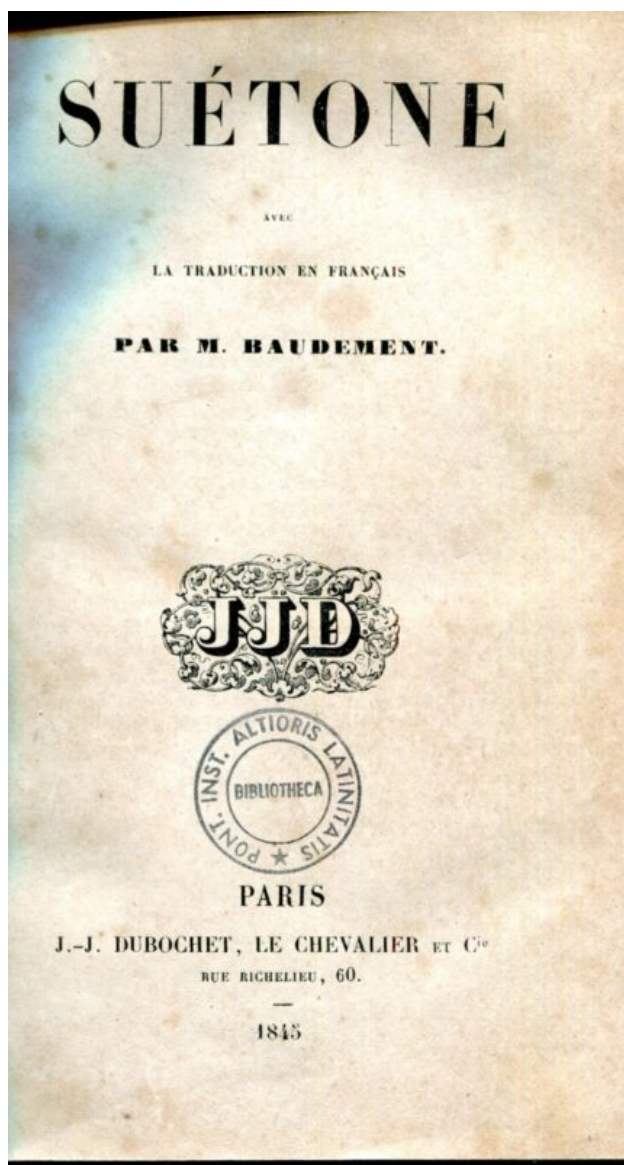 SUÉTONE
AVEC
LA TRADUCTION EN FRANÇAIS
PAR M. BAUDEMENT.
JJD
PONT. INST. ALTIORIS LATINITATIS
BIBLIOTHECA
PARIS
J.-J. DUBOCHET, LE CHEVALIER ET Cie
RUE RICHELIEU, 60.
1845